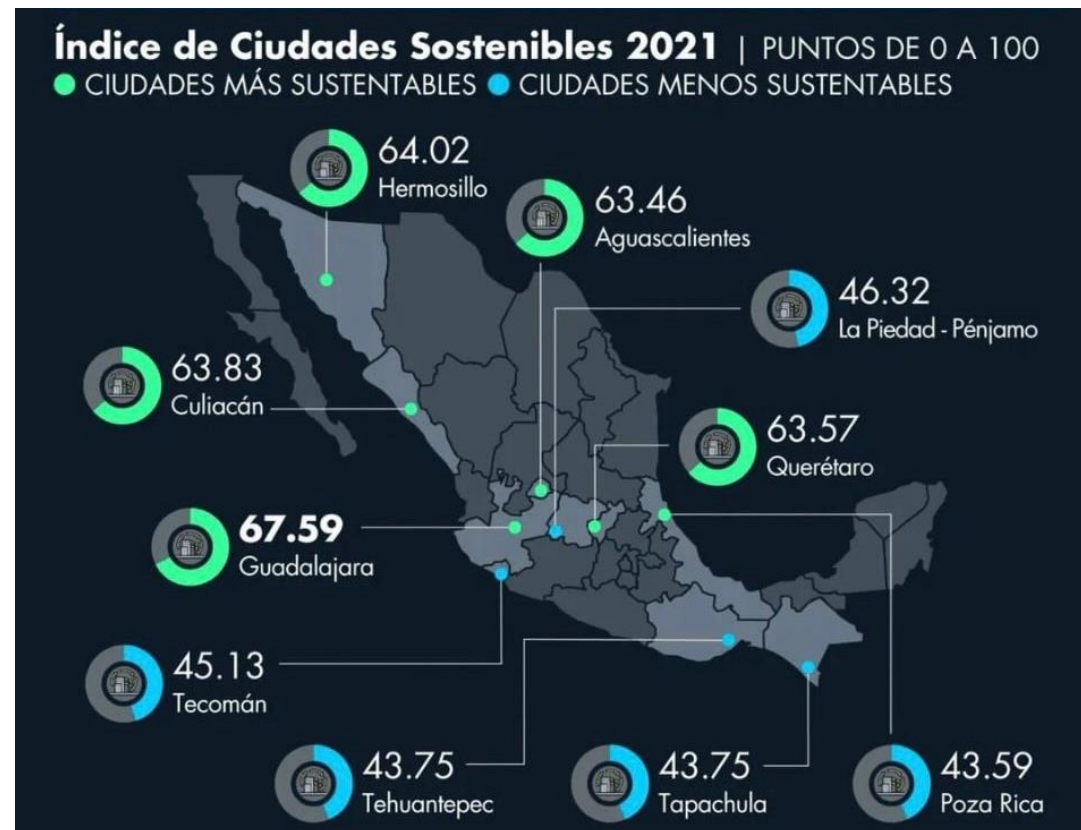 Índice de Ciudades Sostenibles 2021 | PUNTOS DE 0 A 100
CIUDADES MÁS SUSTENTABLES CIUDADES MENOS SUSTENTABLES
64.02
Hermosillo
63.46
Aguascalientes
46.32
La Piedad - Pénjamo
63.83
Culiacán
63.57
Querétaro
67.59
Guadalajara
45.13
Tecomán
43.75
Tehuantepec
43.75
Tapachula
43.59
Poza Rica